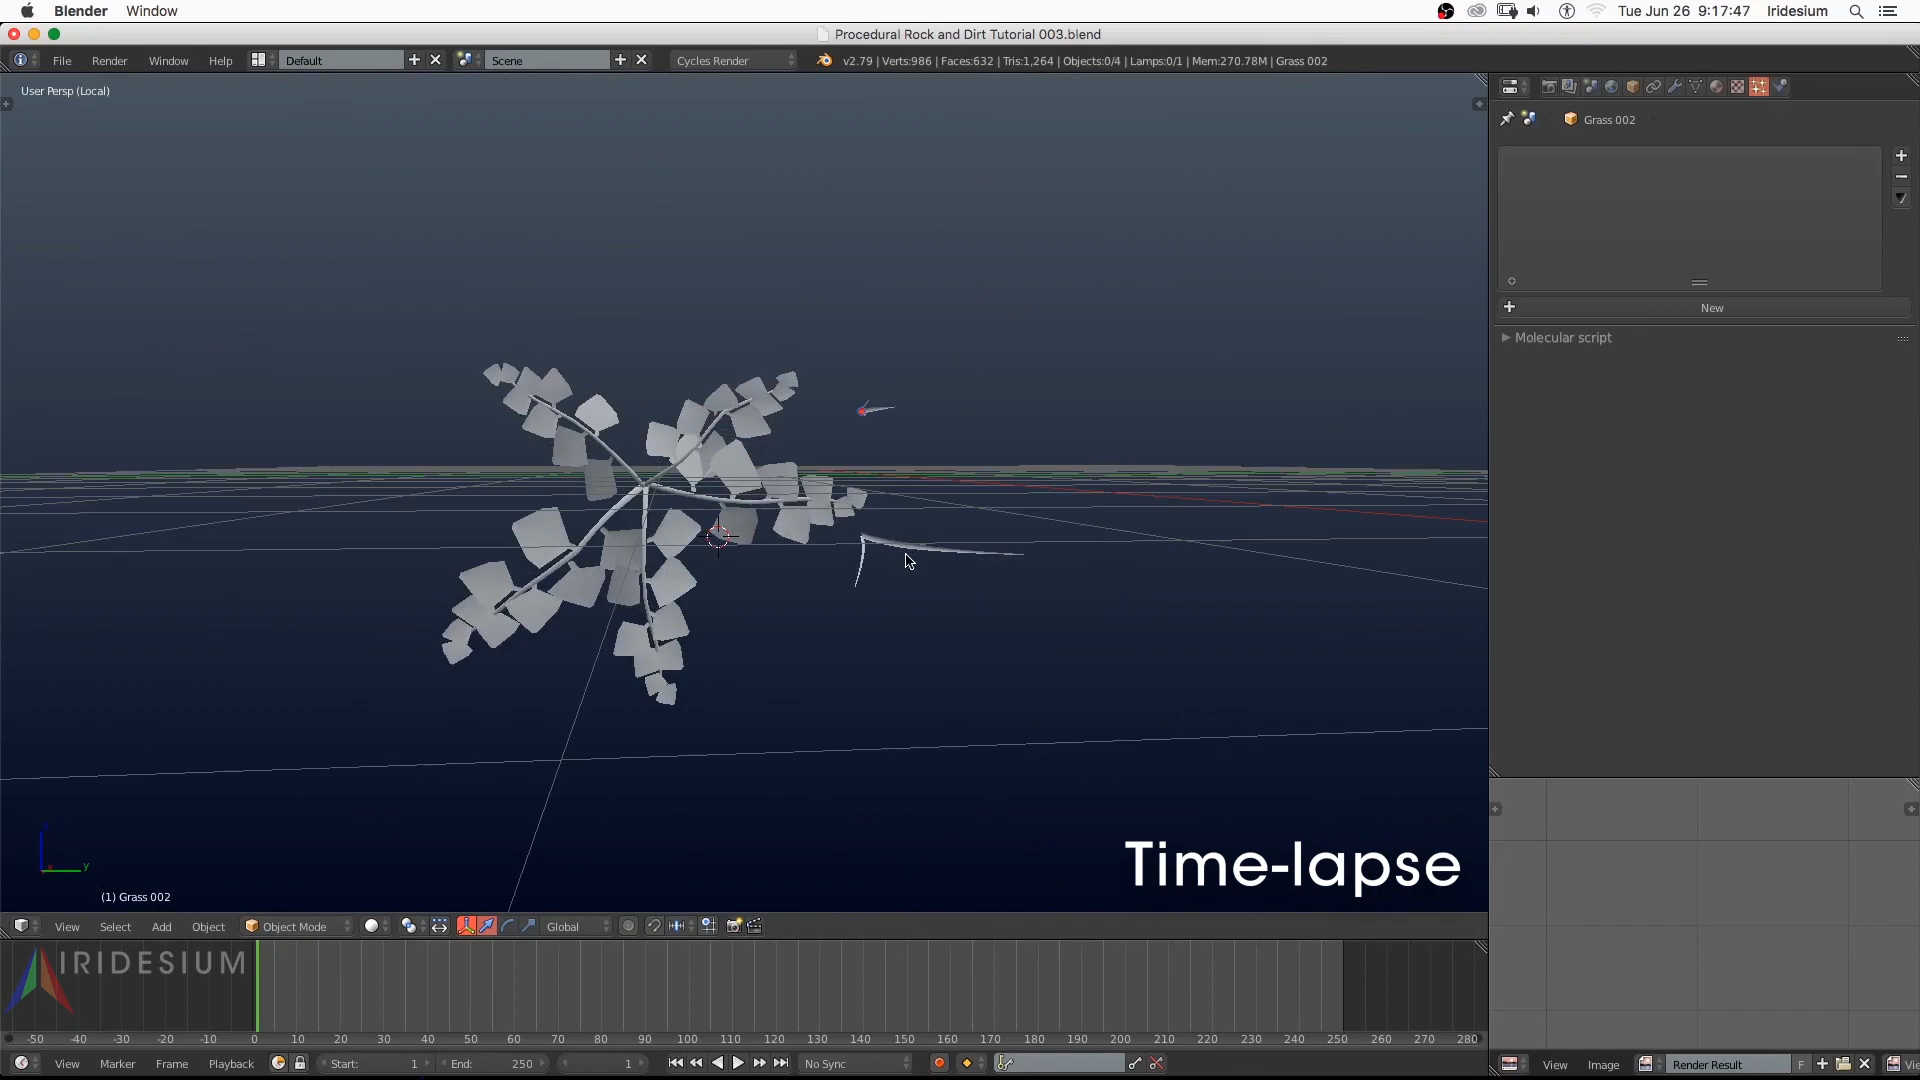 Blender Window Tue Jun 26 9:17:47 Iridesium
Procedural Rock and Dirt Tutorial 003.blend
File Render Window Help Default Scene Cycles Render v2.79 | Verts:986 | Faces:632 | Tris:1,264 | Objects:0/4 | Lamps:0/1 | Mem:270.78M | Grass 002
User Persp (Local)
Grass 002
New
Molecular script
Time-lapse
y
(1) Grass 002
View Select Add Object Object Mode Global
IRIDESIUM
-50 -40 -30 -20 -10 0 10 20 30 40 50 60 70 80 90 100 110 120 130 140 150 160 170 180 190 200 210 220 230 240 250 260 270 280
View Marker Frame Playback Start: 1 End: 250 1 No Sync
View Image Render Result F